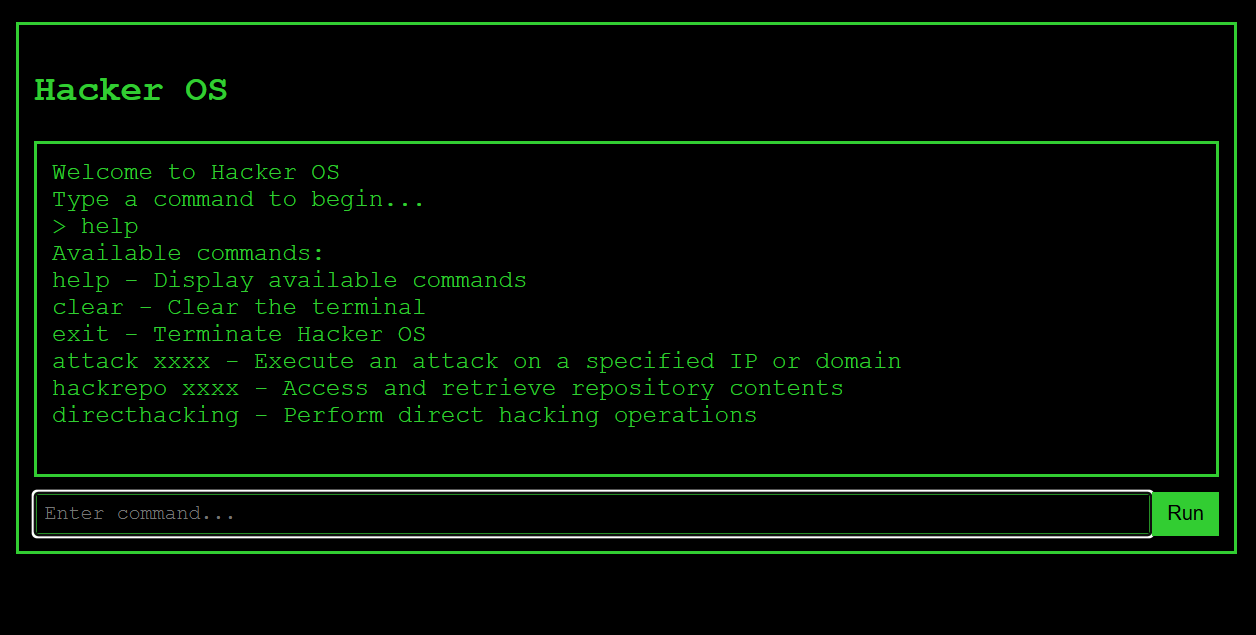 Hacker OS
Welcome to Hacker OS
Type a command to begin...
> help
Available commands:
help - Display available commands
clear - Clear the terminal
exit - Terminate Hacker OS
attack xxxx - Execute an attack on a specified IP or domain
hackrepo xxxx - Access and retrieve repository contents
directhacking - Perform direct hacking operations
Enter command...
Run